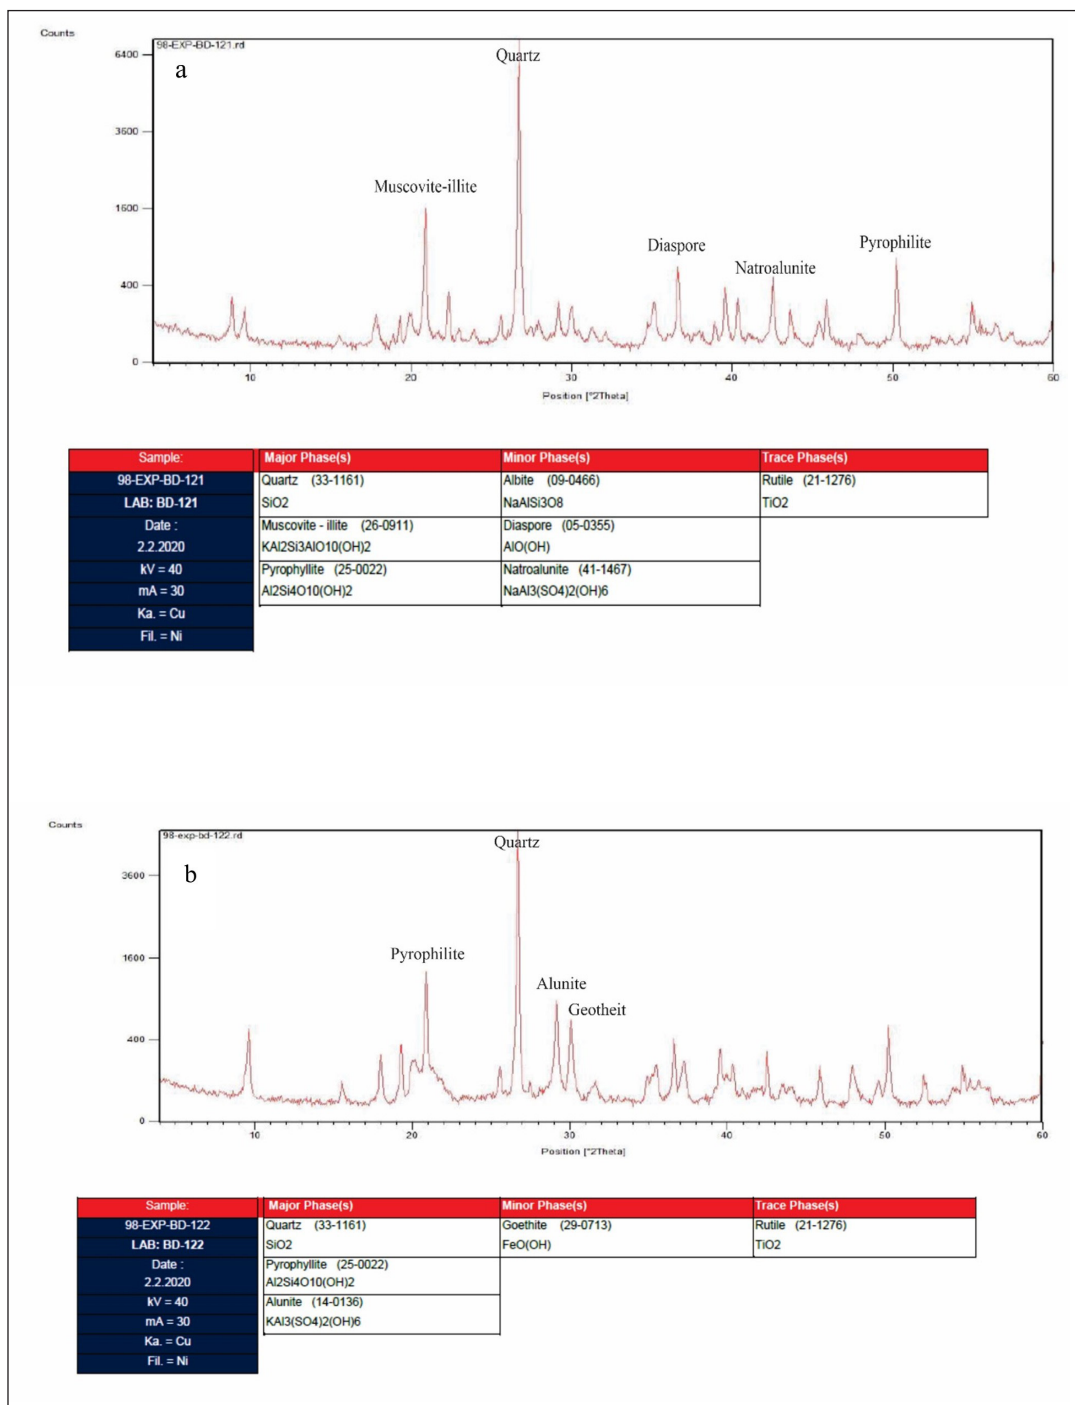 Counts
98-EXP-BD-121.rd
a
Quartz
6400
3600
Muscovite-illite
1600
Diaspore
Pyrophilite
Natroalunite
400
0
10 20 30 40 50 60
Position [°2Theta]
Sample: Major Phase(s) Minor Phase(s) Trace Phase(s)
98-EXP-BD-121 Quartz (33-1161) Albite (09-0466) Rutile (21-1276)
LAB: BD-121 SiO2 NaAlSi3O8 TiO2
Date : Muscovite - illite (26-0911) Diaspore (05-0355)
2.2.2020 KAl2Si3AlO10(OH)2 AlO(OH)
kV = 40 Pyrophyllite (25-0022) Natroalunite (41-1467)
mA = 30 Al2Si4O10(OH)2 NaAl3(SO4)2(OH)6
Ka. = Cu
Fil. = Ni
Counts
98-exp-bd-122.rd
Quartz
b
3600
Pyrophilite
1600
Alunite
Geotheit
400
0
10 20 30 40 50 60
Position [°2Theta]
Sample: Major Phase(s) Minor Phase(s) Trace Phase(s)
98-EXP-BD-122 Quartz (33-1161) Goethite (29-0713) Rutile (21-1276)
LAB: BD-122 SiO2 FeO(OH) TiO2
Date : Pyrophyllite (25-0022)
2.2.2020 Al2Si4O10(OH)2
kV = 40 Alunite (14-0136)
mA = 30 KAl3(SO4)2(OH)6
Ka. = Cu
Fil. = Ni